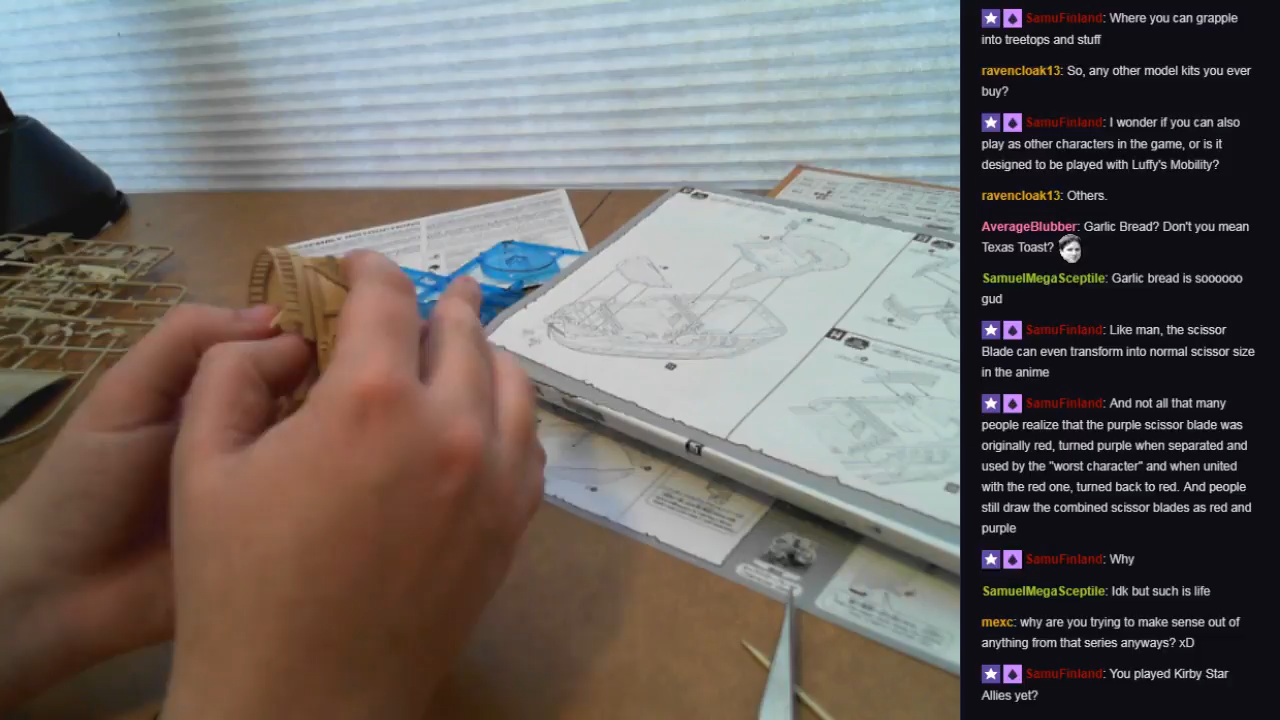 SamuFinland: Where you can grapple
into treetops and stuff
ravencloak13: So, any other model kits you ever
buy?
SamuFinland: I wonder if you can also
play as other characters in the game, or is it
designed to be played with Luffy's Mobility?
ravencloak13: Others.
AverageBlubber: Garlic Bread? Don't you mean
Texas Toast?
SamuelMegaSceptile: Garlic bread is soooooo
gud
SamuFinland: Like man, the scissor
Blade can even transform into normal scissor size
in the anime
SamuFinland: And not all that many
people realize that the purple scissor blade was
originally red, turned purple when separated and
used by the "worst character" and when united
with the red one, turned back to red. And people
still draw the combined scissor blades as red and
purple
SamuFinland: Why
SamuelMegaSceptile: Idk but such is life
mexc: why are you trying to make sense out of
anything from that series anyways? xD
SamuFinland: You played Kirby Star
Allies yet?
ASSEMBLY INSTRUCTIONS